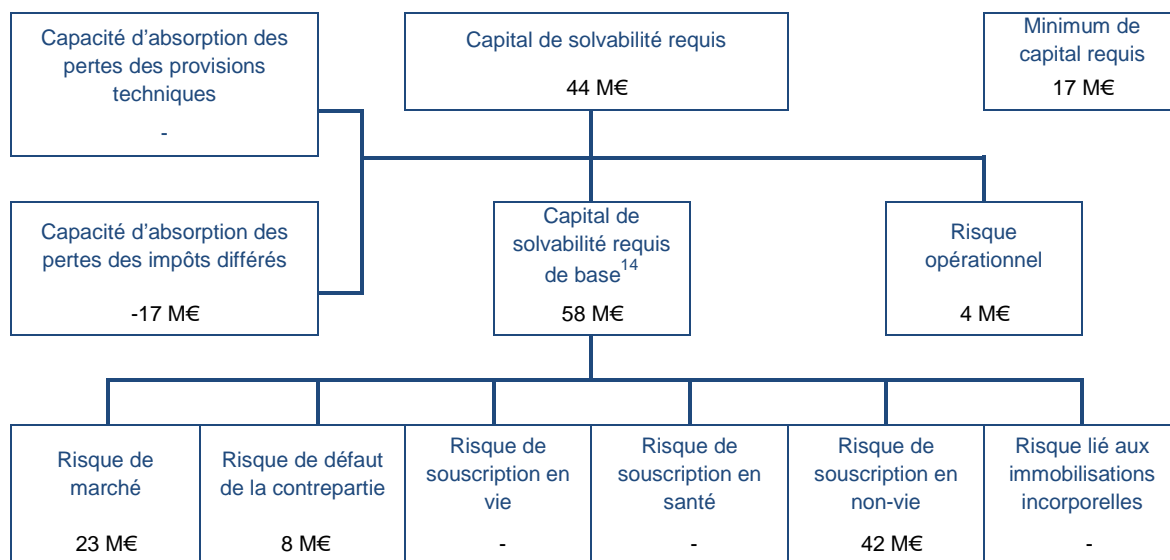 Capacité d'absorption des
pertes des provisions
techniques
-
Capital de solvabilité requis
44 M€
Minimum de
capital requis
17 M€
Capacité d'absorption des
pertes des impôts différés
-17 M€
Capital de
solvabilité requis
de base14
58 M€
Risque
opérationnel
4 M€
Risque de
marché
23 M€
Risque de défaut
de la contrepartie
8 M€
Risque de
souscription en
vie
-
Risque de
souscription en
santé
-
Risque de
souscription en
non-vie
42 M€
Risque lié aux
immobilisations
incorporelles
-